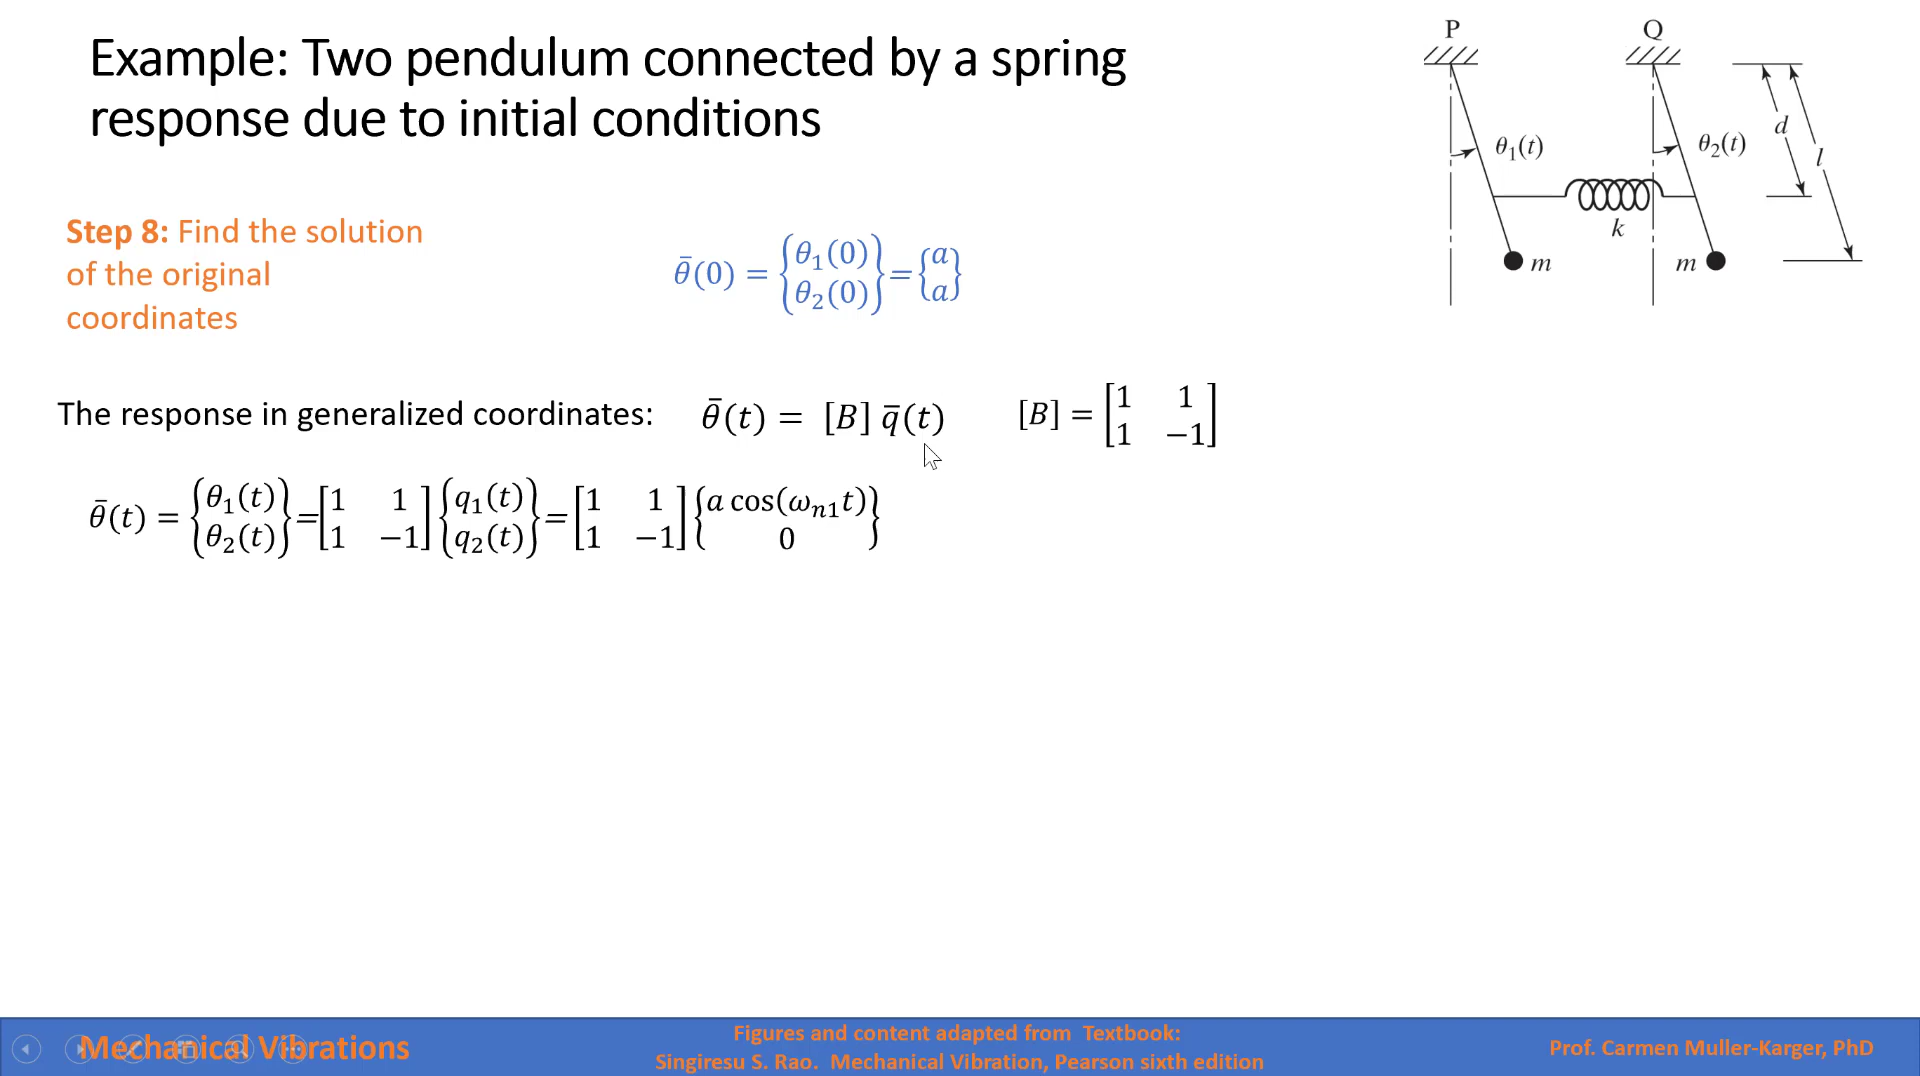 Example: Two pendulum connected by a spring
response due to initial conditions
P
Q
θ₁(t)
θ₂(t)
d
l
k
m
m
Step 8: Find the solution
of the original
coordinates
θ̄(0) = {θ₁(0) θ₂(0)} = {a a}
The response in generalized coordinates: θ̄(t) = [B] q̄(t) [B] = [1 1 1 −1]
θ̄(t) = {θ₁(t) θ₂(t)} = [1 1 1 −1] {q₁(t) q₂(t)} = [1 1 1 −1] {a cos(ωₙ₁t) 0}
Mechanical Vibrations
Figures and content adapted from Textbook:
Singiresu S. Rao. Mechanical Vibration, Pearson sixth edition
Prof. Carmen Muller-Karger, PhD